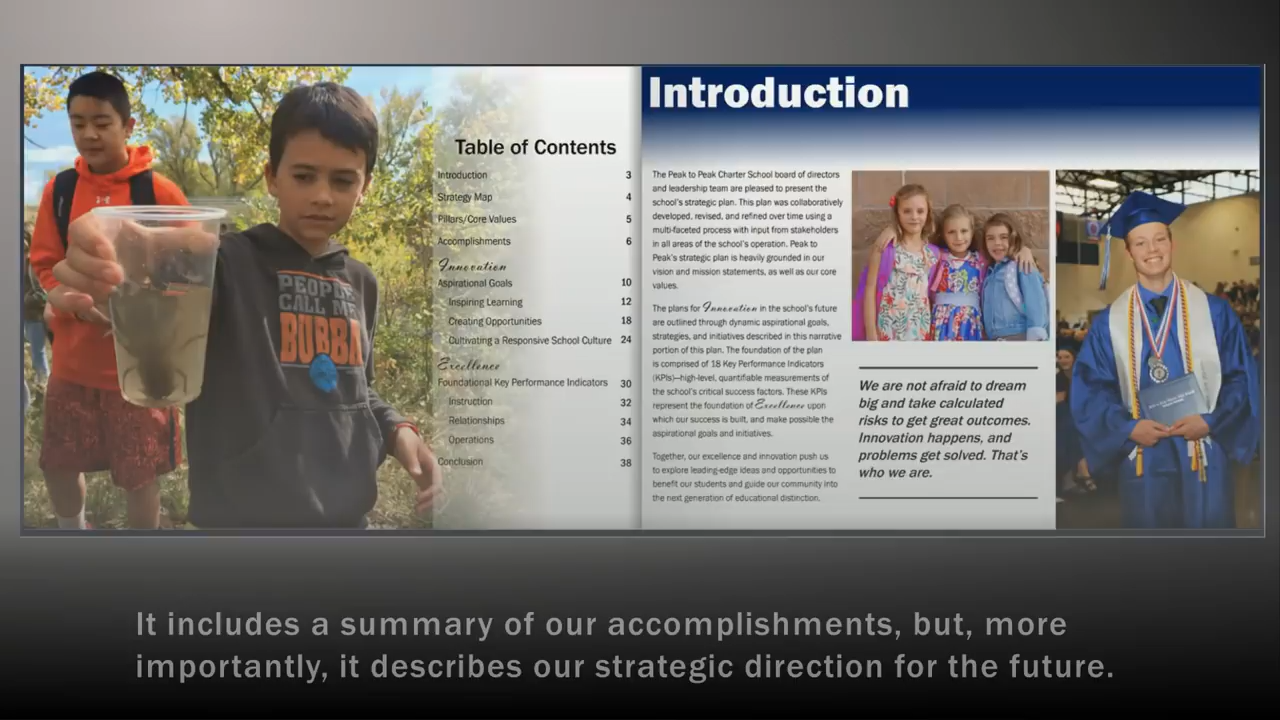 PEOPLE
CALL ME
BUBBA
Table of Contents
Introduction 3
Strategy Map 4
Pillars/Core Values 5
Accomplishments 6
Innovation
Aspirational Goals 10
Inspiring Learning 12
Creating Opportunities 18
Cultivating a Responsive School Culture 24
Excellence
Foundational Key Performance Indicators 30
Instruction 32
Relationships 34
Operations 36
Conclusion 38
Introduction
The Peak to Peak Charter School board of directors
and leadership team are pleased to present the
school's strategic plan. This plan was collaboratively
developed, revised, and refined over time using a
multi-faceted process with input from stakeholders
in all areas of the school's operation. Peak to
Peak's strategic plan is heavily grounded in our
vision and mission statements, as well as our core
values.
The plans for Innovation in the school's future
are outlined through dynamic aspirational goals,
strategies, and initiatives described in this narrative
portion of this plan. The foundation of the plan
is comprised of 18 Key Performance Indicators
(KPIs)—high-level, quantifiable measurements of
the school's critical success factors. These KPIs
represent the foundation of Excellence upon
which our success is built, and make possible the
aspirational goals and initiatives.
Together, our excellence and innovation push us
to explore leading-edge ideas and opportunities to
benefit our students and guide our community into
the next generation of educational distinction.
We are not afraid to dream
big and take calculated
risks to get great outcomes.
Innovation happens, and
problems get solved. That's
who we are.
It includes a summary of our accomplishments, but, more
importantly, it describes our strategic direction for the future.